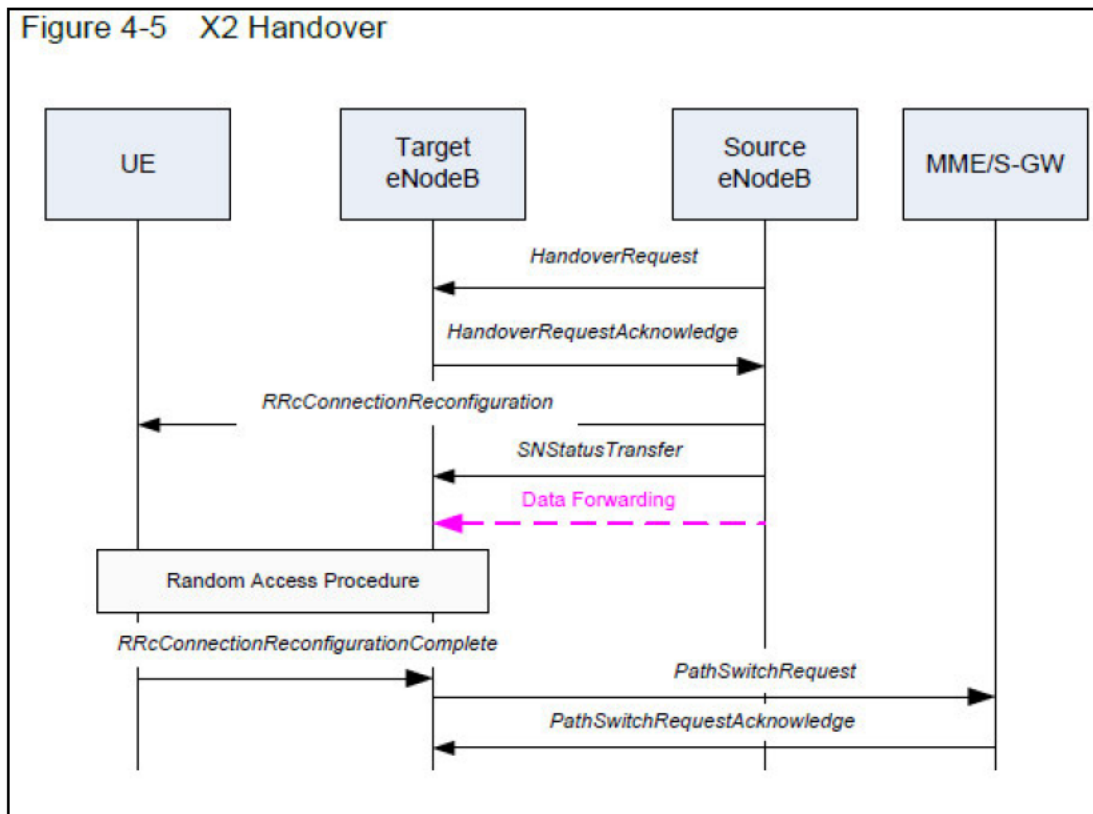 Figure 4-5 X2 Handover
UE
Target
eNodeB
Source
eNodeB
MME/S-GW
HandoverRequest
HandoverRequestAcknowledge
RRcConnectionReconfiguration
SNStatusTransfer
Data Forwarding
Random Access Procedure
RRcConnectionReconfigurationComplete
PathSwitchRequest
PathSwitchRequestAcknowledge